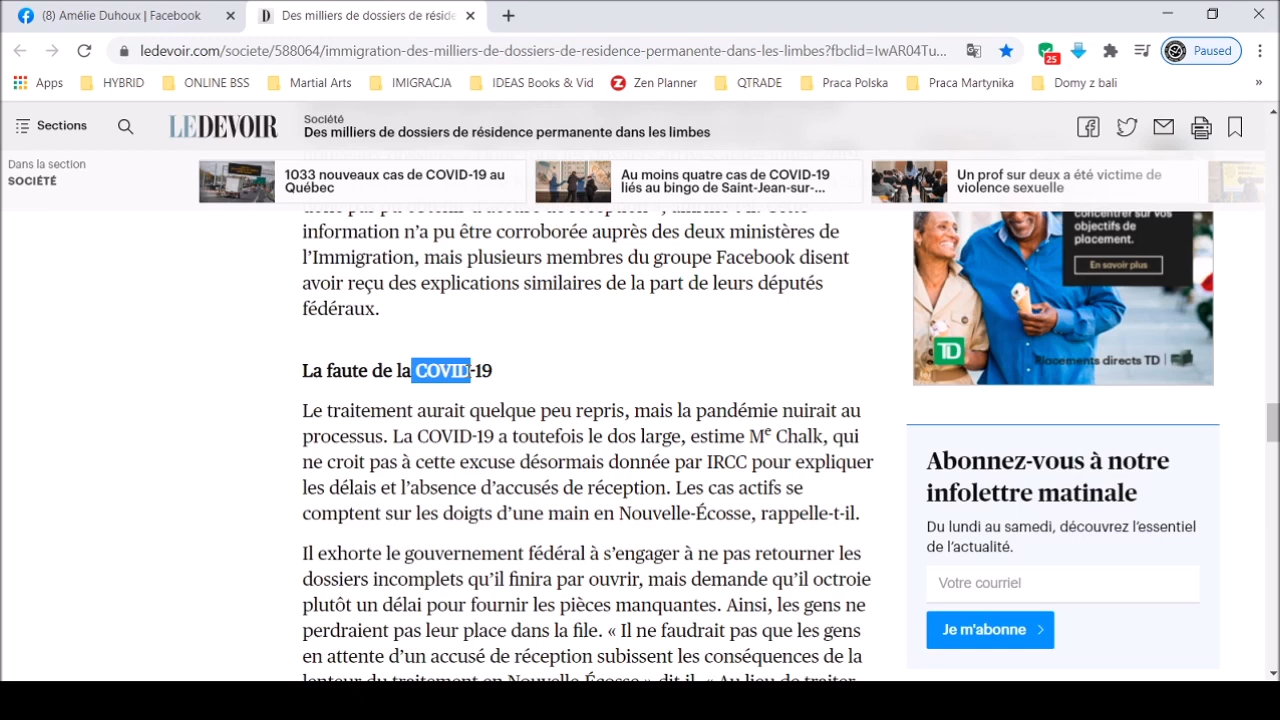 (8) Amélie Duhoux | Facebook
Des milliers de dossiers de réside
ledevoir.com/societe/588064/immigration-des-milliers-de-dossiers-de-residence-permanente-dans-les-limbes?fbclid=IwAR04Tu...
25
Paused
Apps
HYBRID
ONLINE BSS
Martial Arts
IMIGRACJA
IDEAS Books & Vid
Zen Planner
QTRADE
Praca Polska
Praca Martynika
Domy z bali
»
Sections
LE DEVOIR
Société
Des milliers de dossiers de résidence permanente dans les limbes
Dans la section
SOCIÉTÉ
1033 nouveaux cas de COVID-19 au
Québec
Au moins quatre cas de COVID-19
liés au bingo de Saint-Jean-sur-...
Un prof sur deux a été victime de
violence sexuelle
information n'a pu être corroborée auprès des deux ministères de
l'Immigration, mais plusieurs membres du groupe Facebook disent
avoir reçu des explications similaires de la part de leurs députés
fédéraux.
La faute de la COVID-19
Le traitement aurait quelque peu repris, mais la pandémie nuirait au
processus. La COVID-19 a toutefois le dos large, estime Me Chalk, qui
ne croit pas à cette excuse désormais donnée par IRCC pour expliquer
les délais et l'absence d'accusés de réception. Les cas actifs se
comptent sur les doigts d'une main en Nouvelle-Écosse, rappelle-t-il.
Il exhorte le gouvernement fédéral à s'engager à ne pas retourner les
dossiers incomplets qu'il finira par ouvrir, mais demande qu'il octroie
plutôt un délai pour fournir les pièces manquantes. Ainsi, les gens ne
perdraient pas leur place dans la file. « Il ne faudrait pas que les gens
en attente d'un accusé de réception subissent les conséquences de la
lenteur du traitement en Nouvelle-Écosse », dit-il. « Au lieu de traiter
concentrer sur vos
objectifs de
placement.
En savoir plus
TD
Placements directs TD
Abonnez-vous à notre
infolettre matinale
Du lundi au samedi, découvrez l'essentiel
de l'actualité.
Votre courriel
Je m'abonne